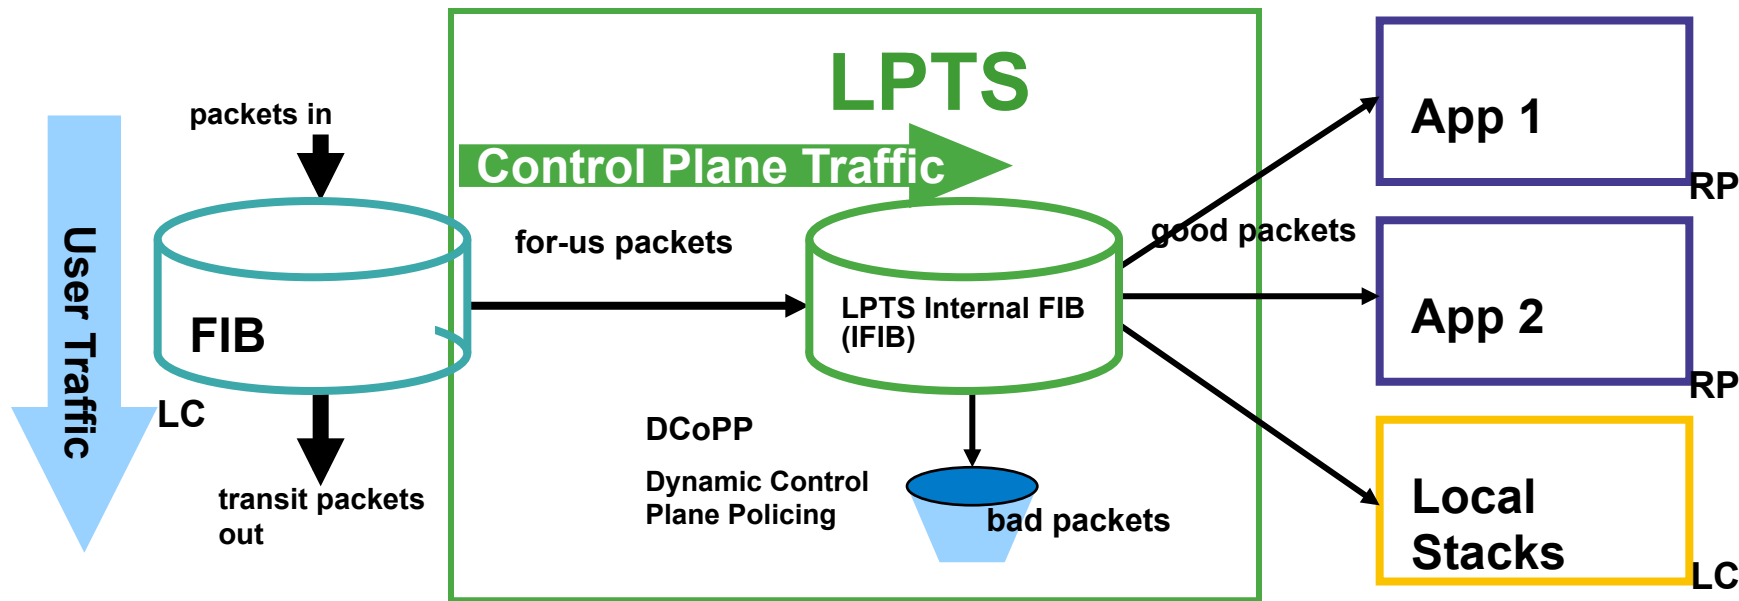 LPTS
packets in
Control Plane Traffic
User Traffic
FIB
LC
for-us packets
LPTS Internal FIB
(IFIB)
good packets
App 1
RP
App 2
RP
Local
Stacks
LC
transit packets
out
DCoPP
Dynamic Control
Plane Policing
bad packets